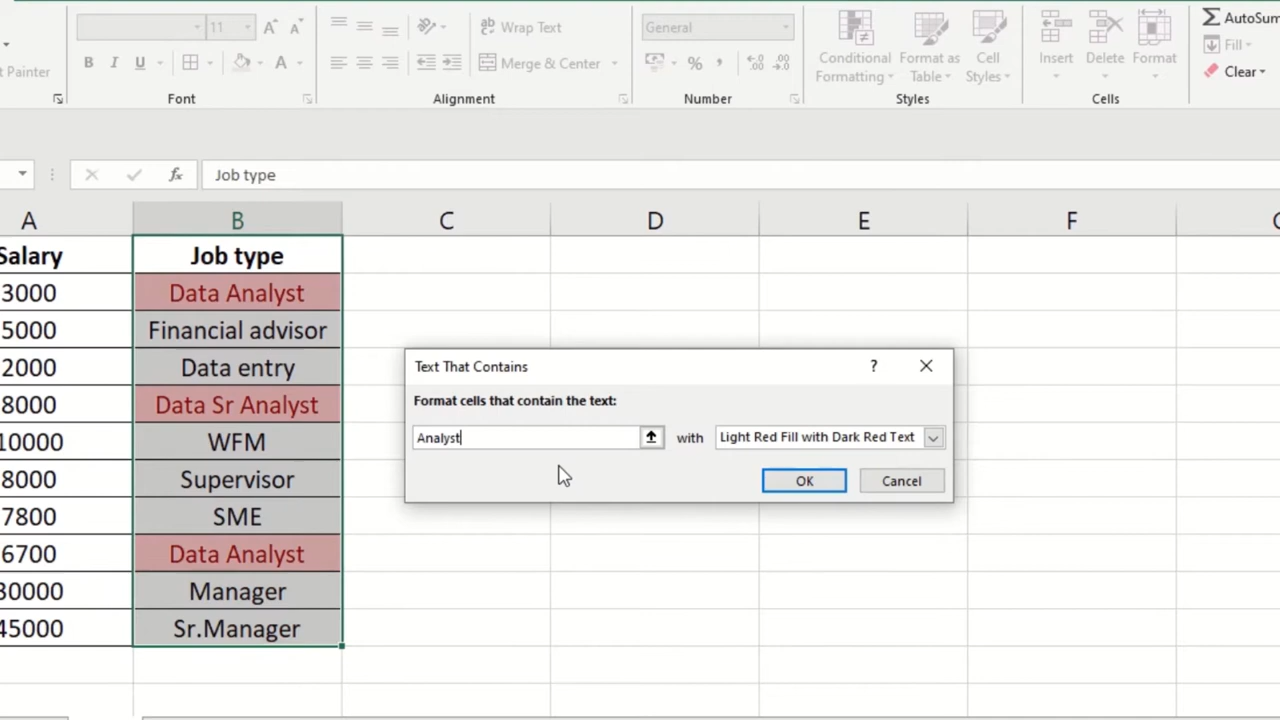 11
Wrap Text
General
AutoSum
Conditional Formatting
Format as Table
Cell Styles
Insert
Delete
Format
Fill
Clear
t Painter
Merge & Center
%
Font
Alignment
Number
Styles
Cells
fx Job type
A B C D E F
Salary Job type
3000 Data Analyst
5000 Financial advisor
2000 Data entry
8000 Data Sr Analyst
10000 WFM
8000 Supervisor
7800 SME
6700 Data Analyst
30000 Manager
45000 Sr.Manager
Text That Contains
Format cells that contain the text:
Analyst with Light Red Fill with Dark Red Text
OK Cancel